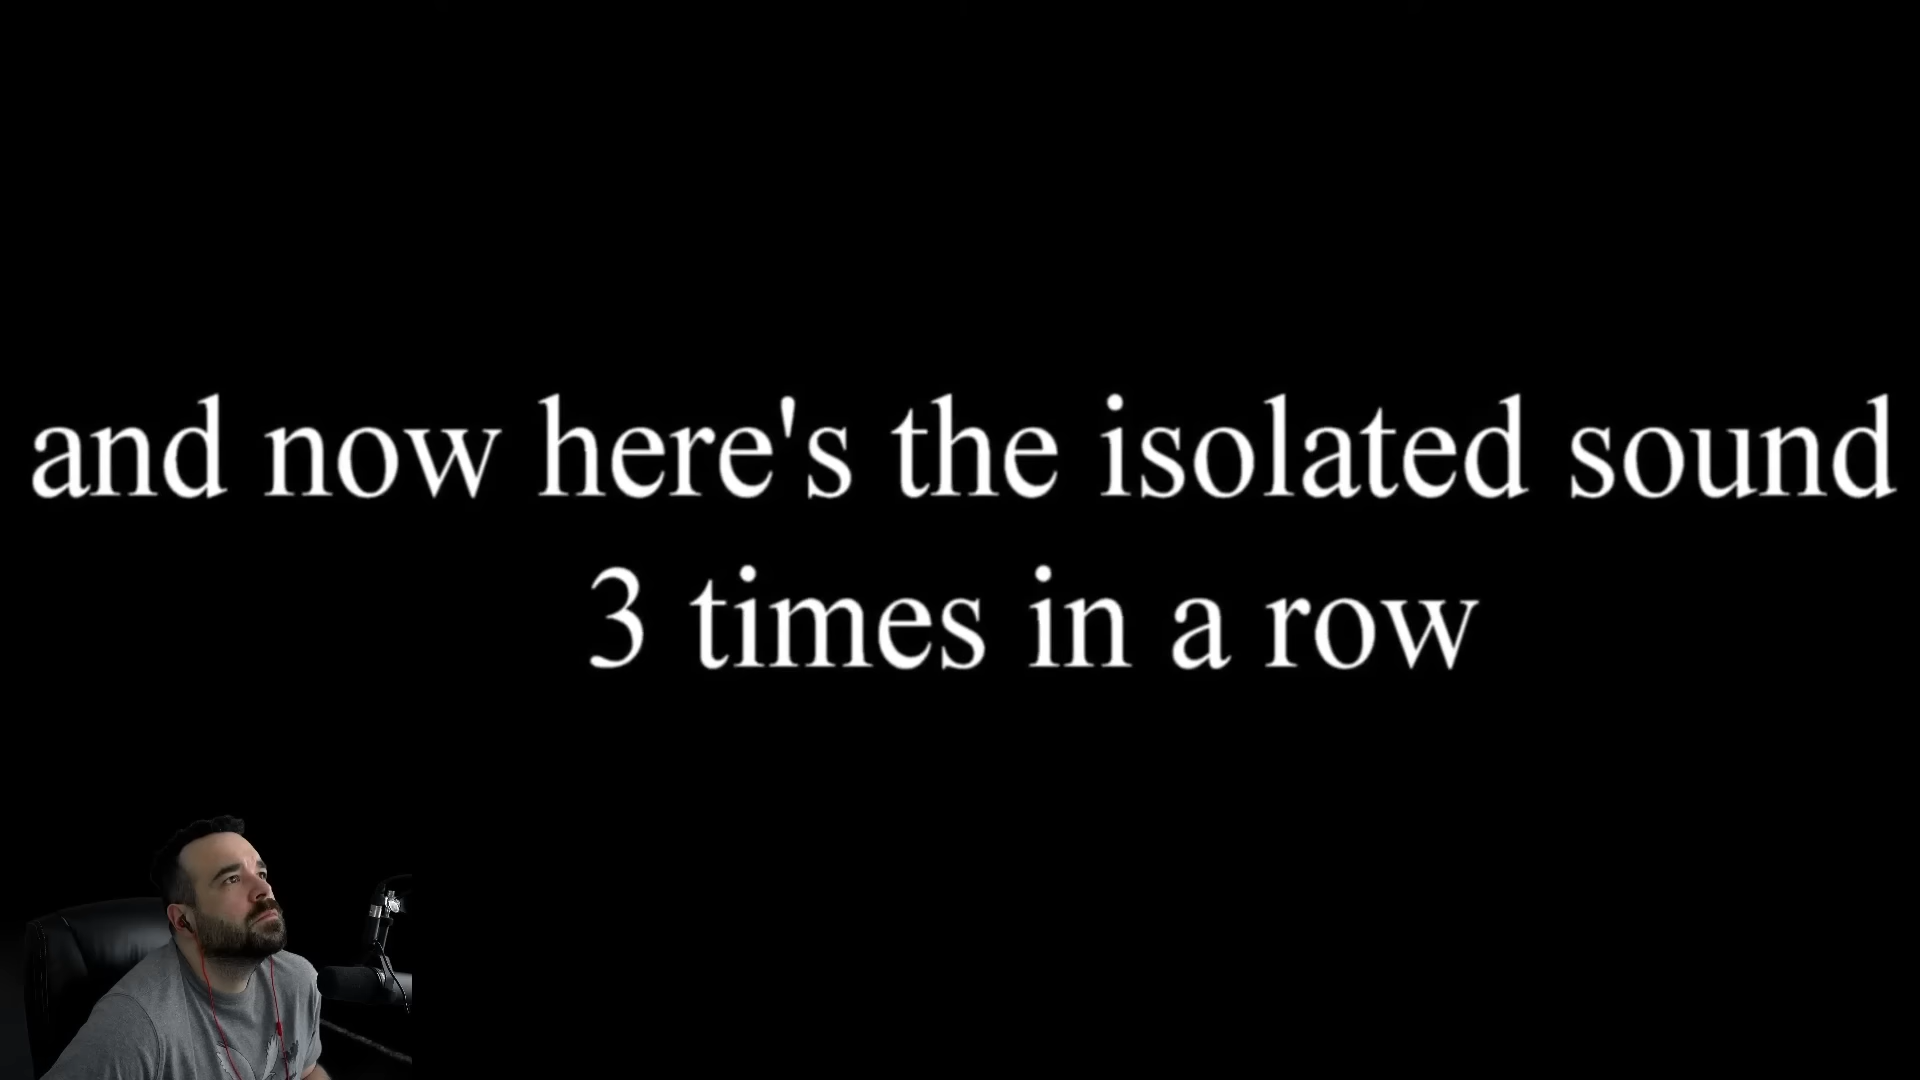 and now here's the isolated sound
3 times in a row